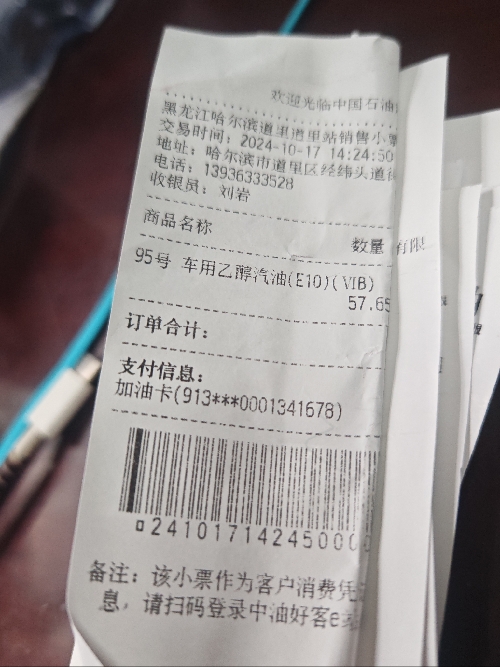 欢迎光临中国石油
黑龙江哈尔滨道里道里站销售小票
交易时间：2024-10-17 14:24:50
地址：哈尔滨市道里区经纬头道街
电话：13936333528
收银员：刘岩
商品名称
数量
有限
95号 车用乙醇汽油(E10)(VIB)
57.65
订单合计：
支付信息：
加油卡(913***0001341678)
241017142450000
备注：该小票作为客户消费凭
息，请扫码登录中油好客e